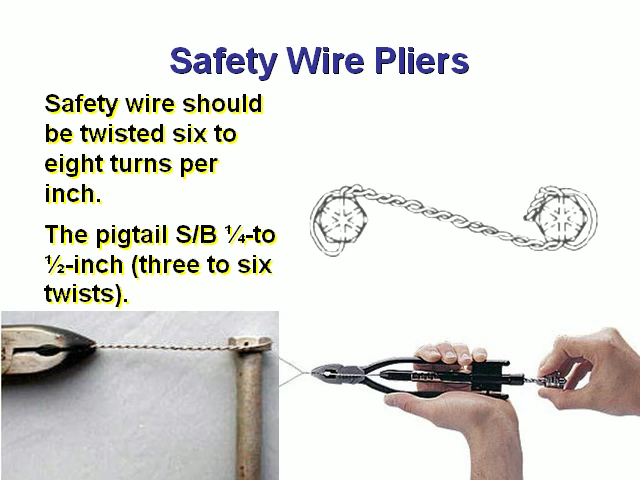 Safety Wire Pliers
Safety wire should
be twisted six to
eight turns per
inch.
The pigtail S/B ¼-to
½-inch (three to six
twists).